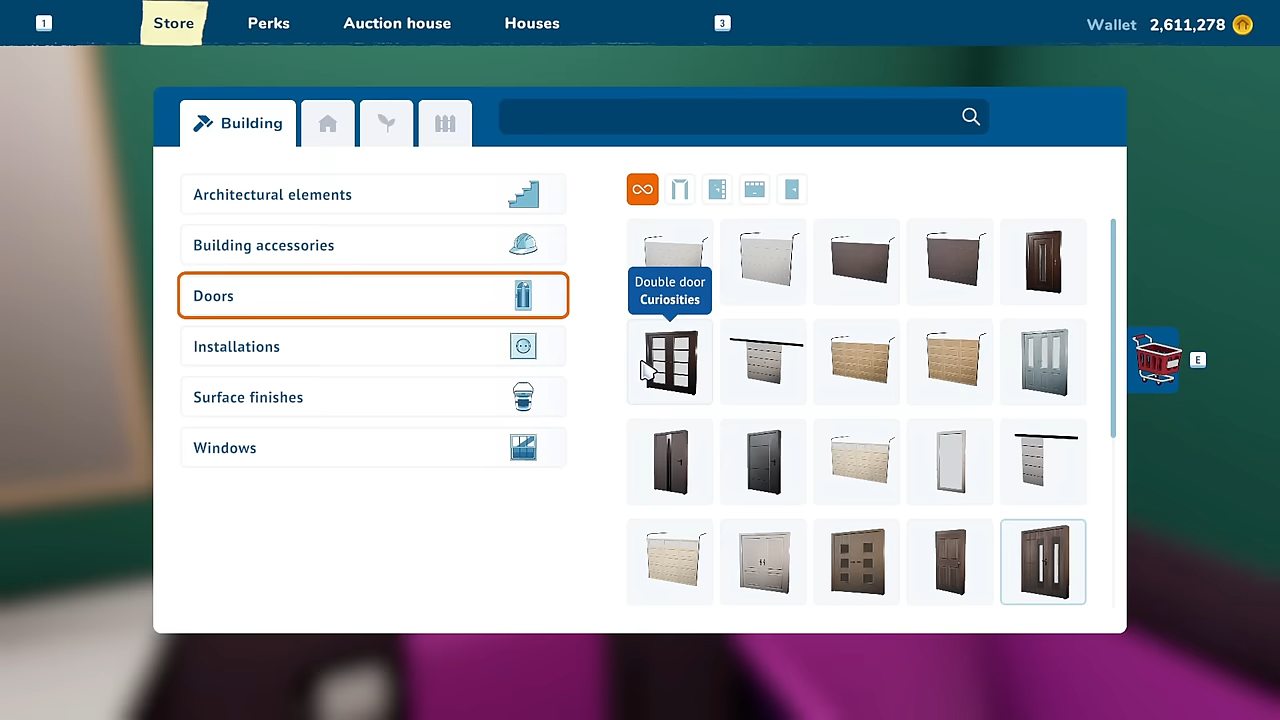 1
Store
Perks
Auction house
Houses
3
Wallet 2,611,278
Building
Architectural elements
Building accessories
Doors
Installations
Surface finishes
Windows
Double door
Curiosities
E